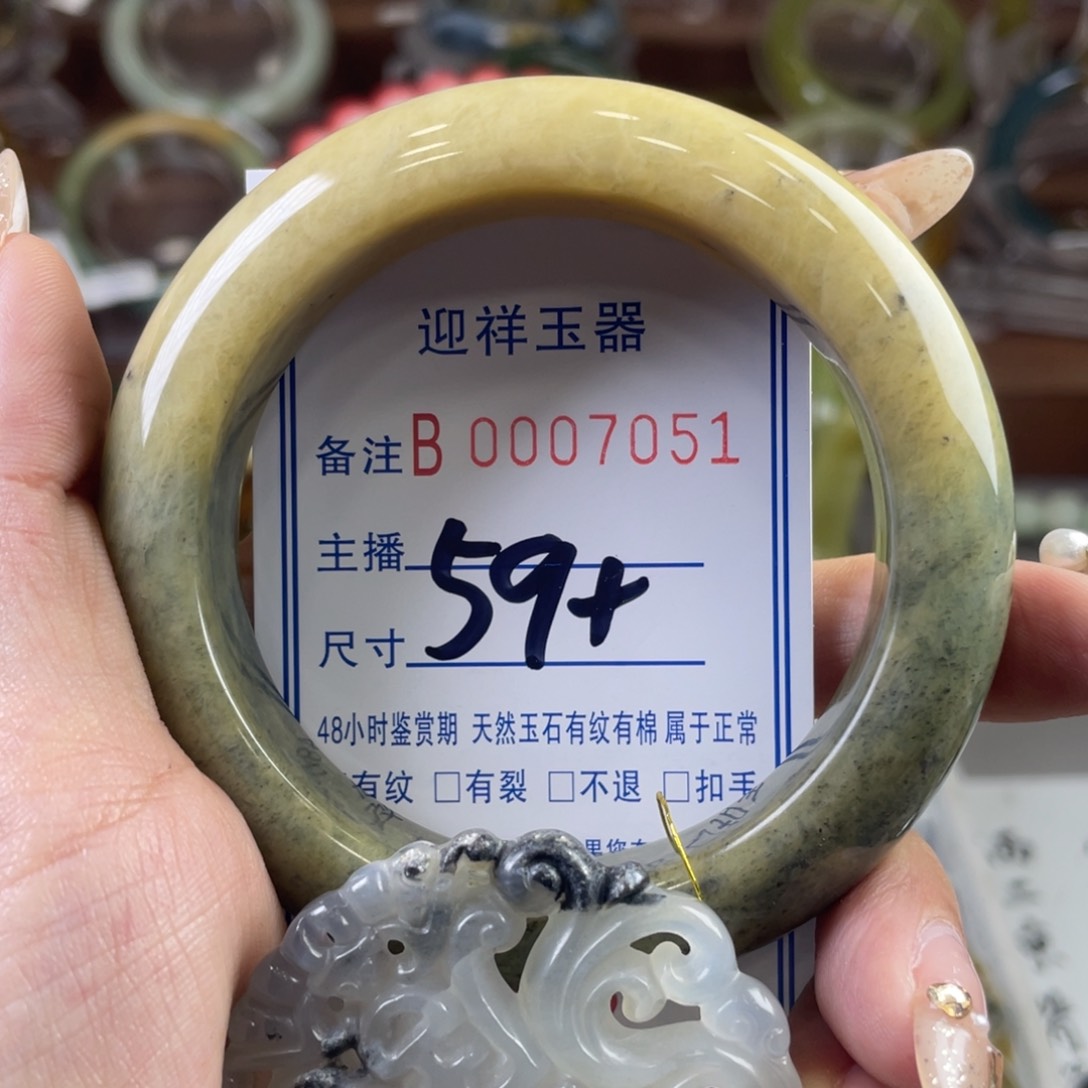 迎祥玉器
备注 B 0007051
主播
尺寸 59+
48小时鉴赏期 天然玉石有纹有棉 属于正常
有纹 □有裂 □不退 □扣手
果您